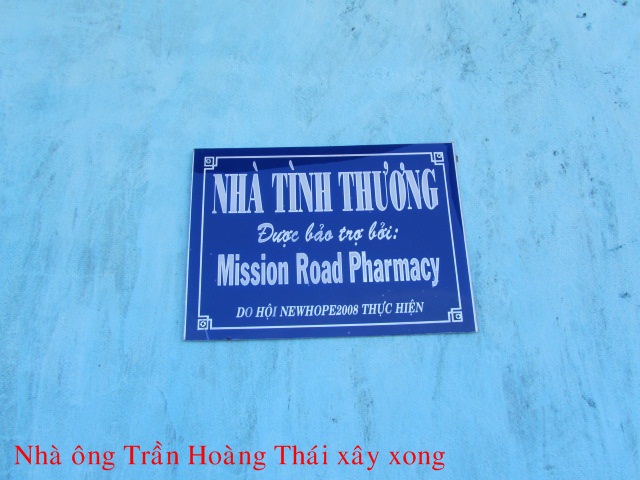 NHÀ TÌNH THƯƠNG
Được bảo trợ bởi:
Mission Road Pharmacy
DO HỘI NEWHOPE2008 THỰC HIỆN
Nhà ông Trần Hoàng Thái xây xong